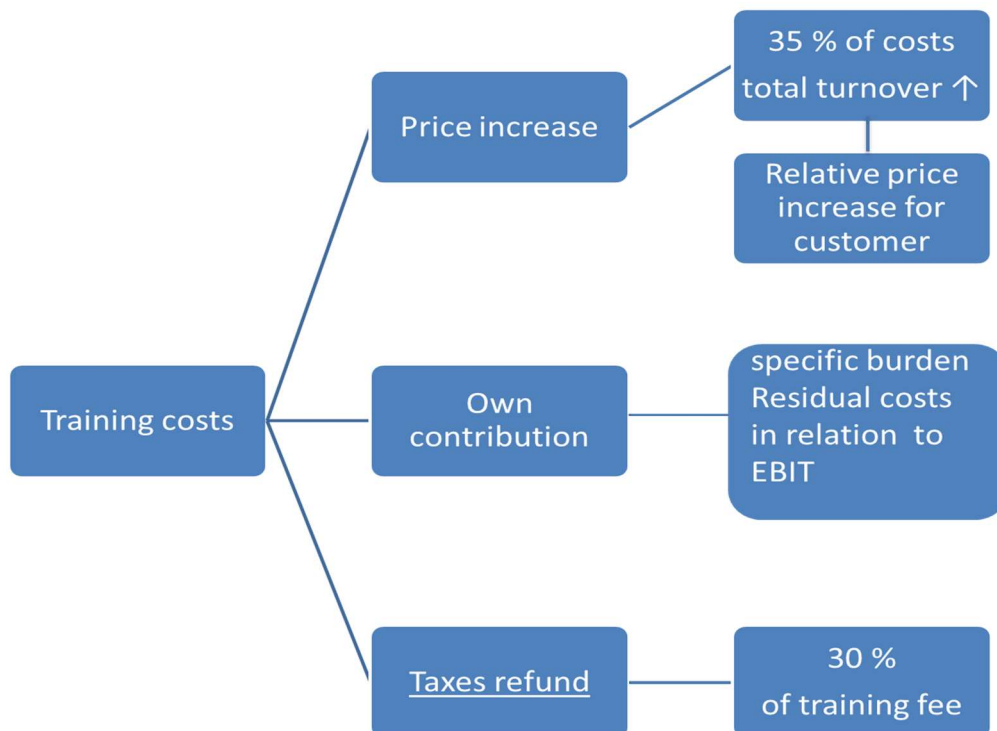 35 % of costs
total turnover ↑
Price increase
Relative price
increase for
customer
specific burden
Residual costs
in relation to
EBIT
Training costs
Own
contribution
Taxes refund
30 %
of training fee